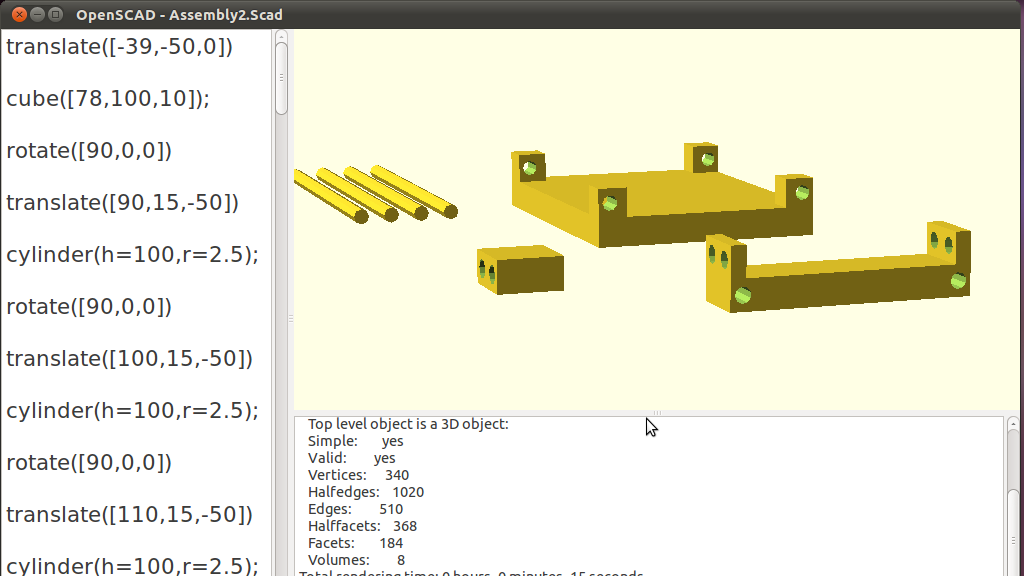 OpenSCAD - Assembly2.Scad
translate([-39,-50,0])
cube([78,100,10]);
rotate([90,0,0])
translate([90,15,-50])
cylinder(h=100,r=2.5);
rotate([90,0,0])
translate([100,15,-50])
cylinder(h=100,r=2.5);
rotate([90,0,0])
translate([110,15,-50])
cylinder(h=100,r=2.5);
Top level object is a 3D object:
Simple: yes
Valid: yes
Vertices: 340
Halfedges: 1020
Edges: 510
Halffacets: 368
Facets: 184
Volumes: 8
Total rendering time: 0 hours, 0 minutes, 15 seconds